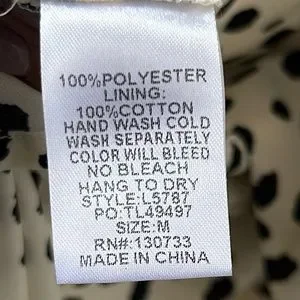 100%POLYESTER
LINING:
100%COTTON
HAND WASH COLD
WASH SEPARATELY
COLOR WILL BLEED
NO BLEACH
HANG TO DRY
STYLE:L5787
PO:TL49497
SIZE:M
RN#:130733
MADE IN CHINA